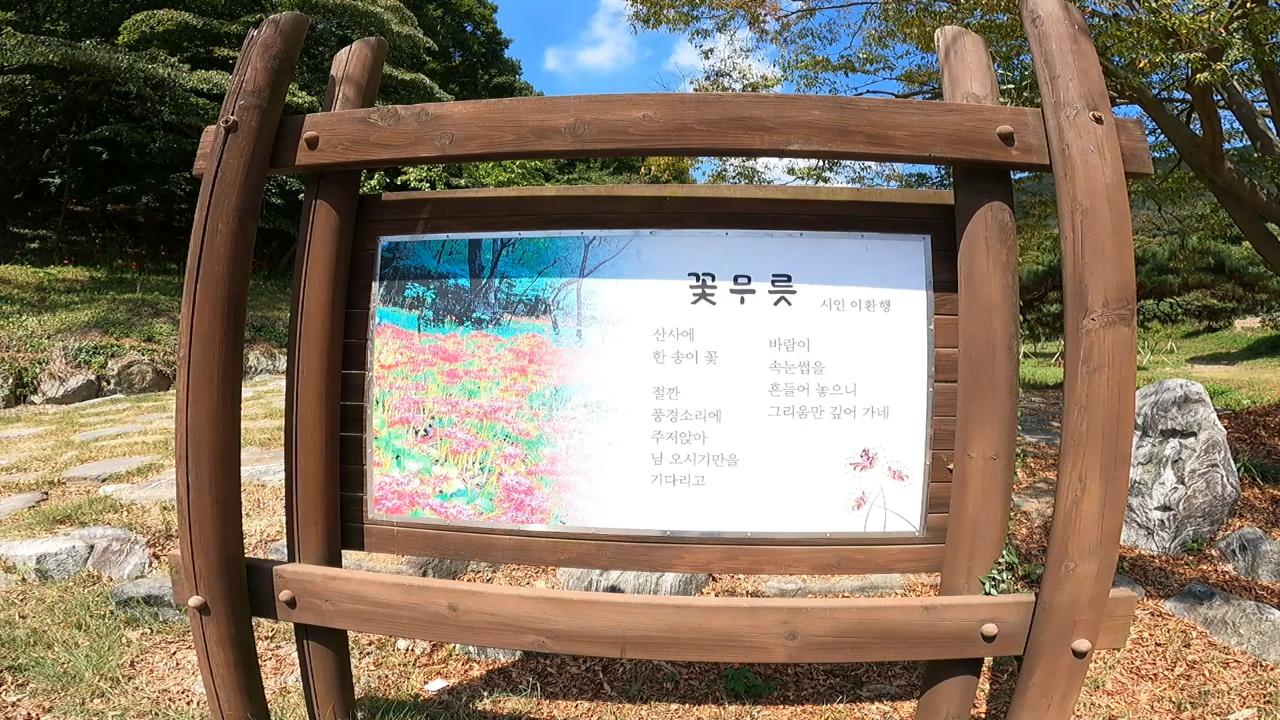 꽃무릇
시인 이환행
산사에
한 송이 꽃
절깐
풍경소리에
주저앉아
님 오시기만을
기다리고
바람이
속눈썹을
흔들어 놓으니
그리움만 깊어 가네